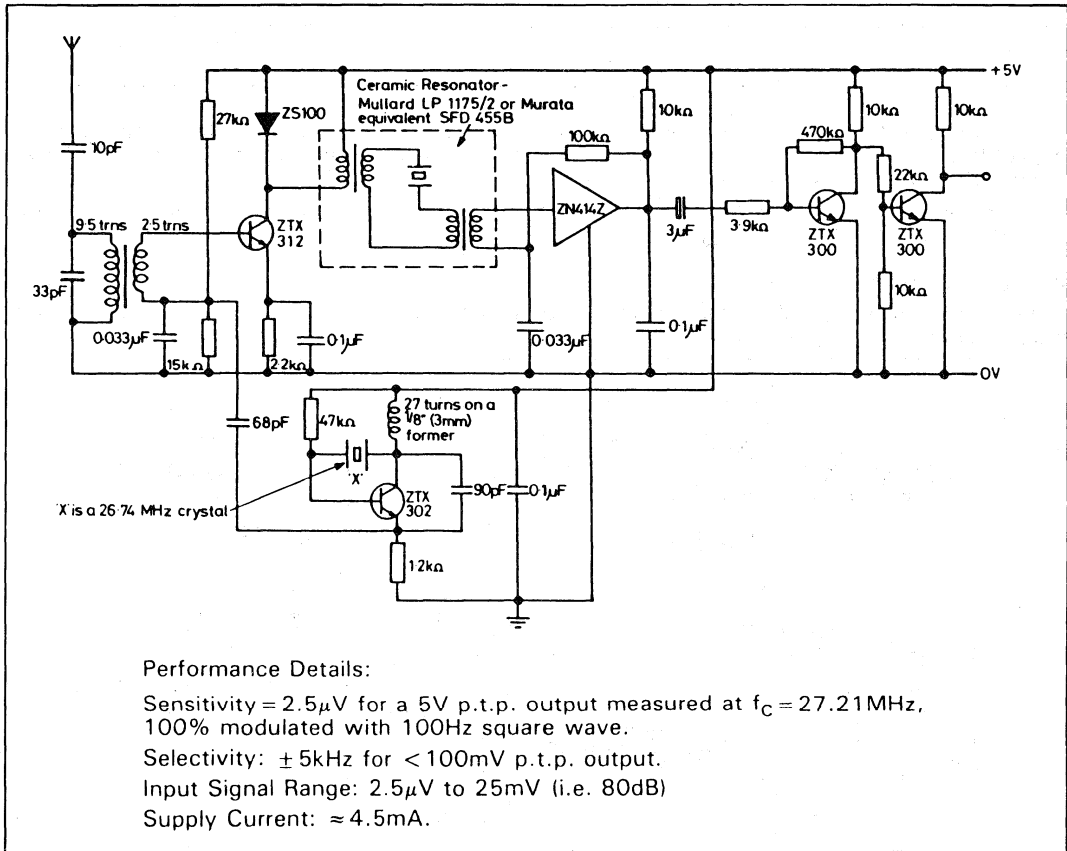 +5V
Ceramic Resonator-
Mullard LP 1175/2 or Murata
equivalent SFD 455B
27kΩ
ZS100
10kΩ
10kΩ
10kΩ
100kΩ
470kΩ
10pF
22kΩ
9·5 trns
2·5 trns
ZTX
312
ZN414Z
3µF
3·9kΩ
ZTX
300
ZTX
300
33pF
10kΩ
0·033µF
15kΩ
2·2kΩ
0·1µF
0·033µF
0·1µF
0V
68pF
47kΩ
27 turns on a
1/8" (3mm)
former
'X'
'X' is a 26·74 MHz crystal
ZTX
302
90pF
0·1µF
1·2kΩ
Performance Details:
Sensitivity = 2.5µV for a 5V p.t.p. output measured at fC = 27.21MHz,
100% modulated with 100Hz square wave.
Selectivity: ±5kHz for <100mV p.t.p. output.
Input Signal Range: 2.5µV to 25mV (i.e. 80dB)
Supply Current: ≈4.5mA.